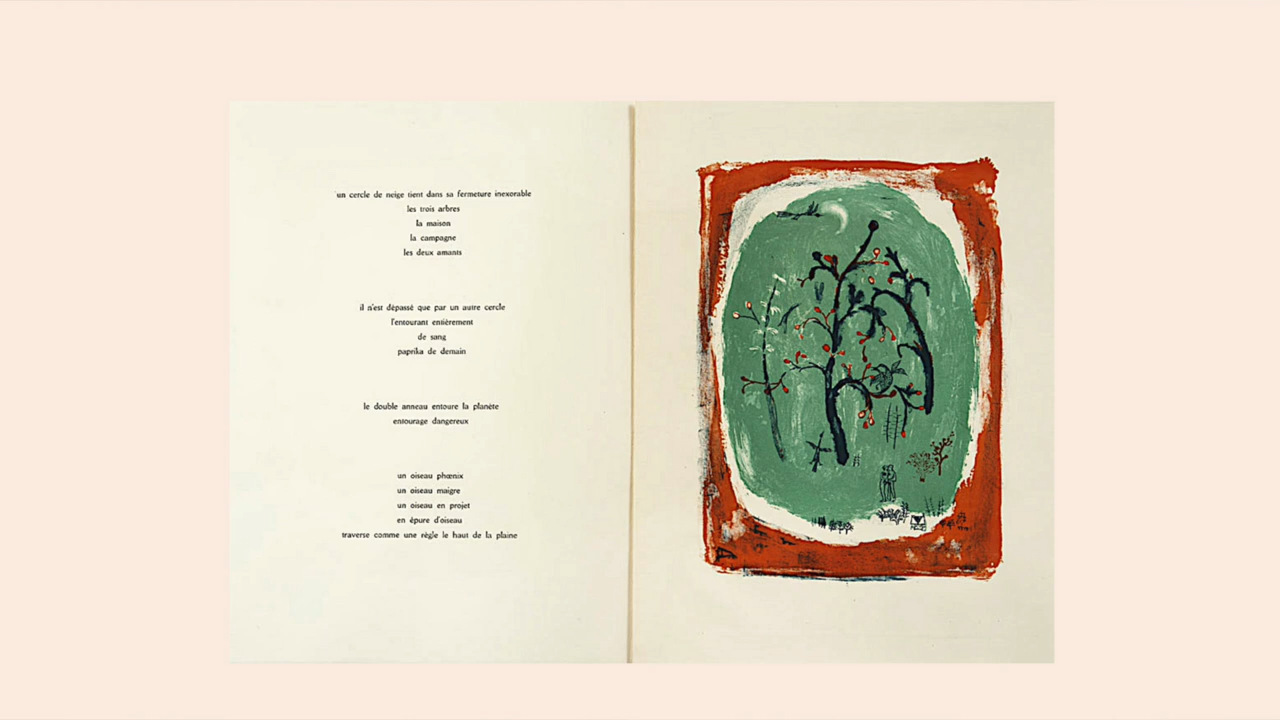 un cercle de neige tient dans sa fermeture inexorable
les trois arbres
la maison
la campagne
les deux amants
il n'est dépassé que par un autre cercle
l'entourant entièrement
de sang
paprika de demain
le double anneau entoure la planète
entourage dangereux
un oiseau phœnix
un oiseau maigre
un oiseau en projet
en épure d'oiseau
traverse comme une règle le haut de la plaine